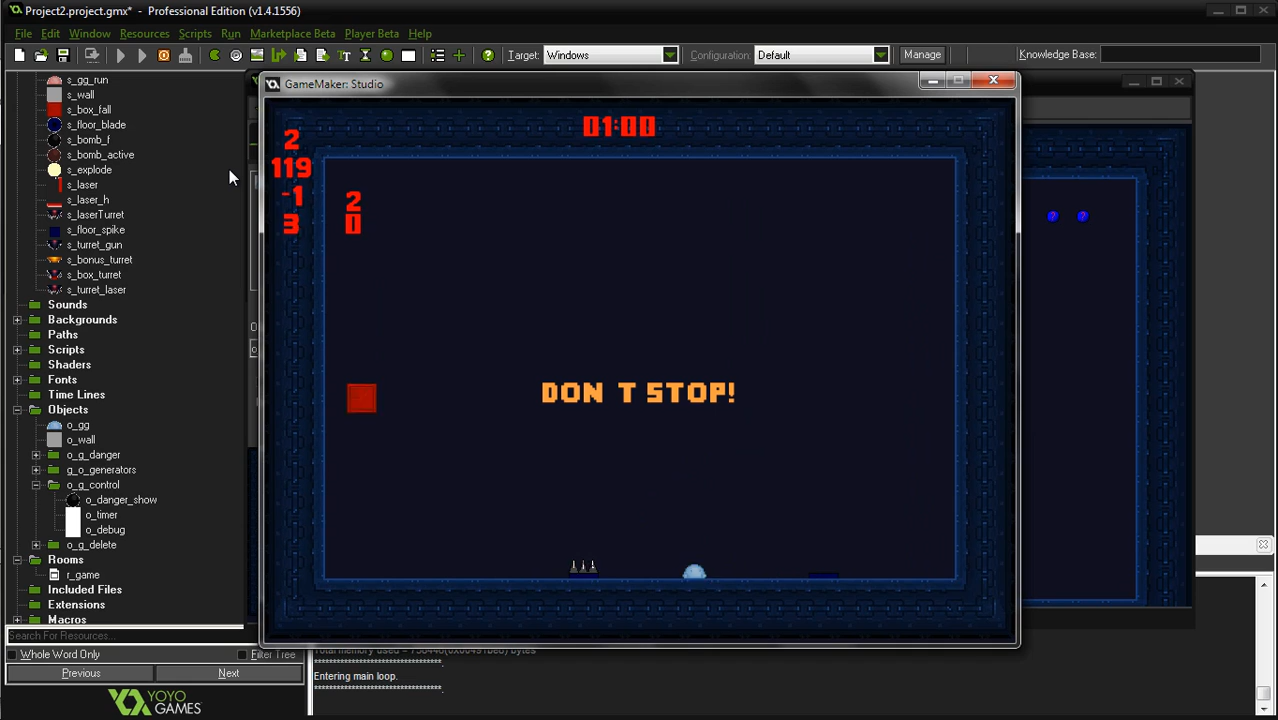 Project2.project.gmx* - Professional Edition (v1.4.1556)
File Edit Window Resources Scripts Run Marketplace Beta Player Beta Help
Target: Windows Configuration: Default Manage Knowledge Base:
s_gg_run
s_wall
s_box_fall
s_floor_blade
s_bomb_f
s_bomb_active
s_explode
s_laser
s_laser_h
s_laserTurret
s_floor_spike
s_turret_gun
s_bonus_turret
s_box_turret
s_turret_laser
Sounds
Backgrounds
Paths
Scripts
Shaders
Fonts
Time Lines
Objects
o_gg
o_wall
o_g_danger
g_o_generators
o_g_control
o_danger_show
o_timer
o_debug
o_g_delete
Rooms
r_game
Included Files
Extensions
Macros
Search For Resources...
Whole Word Only Filter Tree
Previous Next
YOYO
GAMES
GameMaker: Studio
01:00
2
119
-1
3
2
0
DON T STOP!
? ?
Entering main loop.